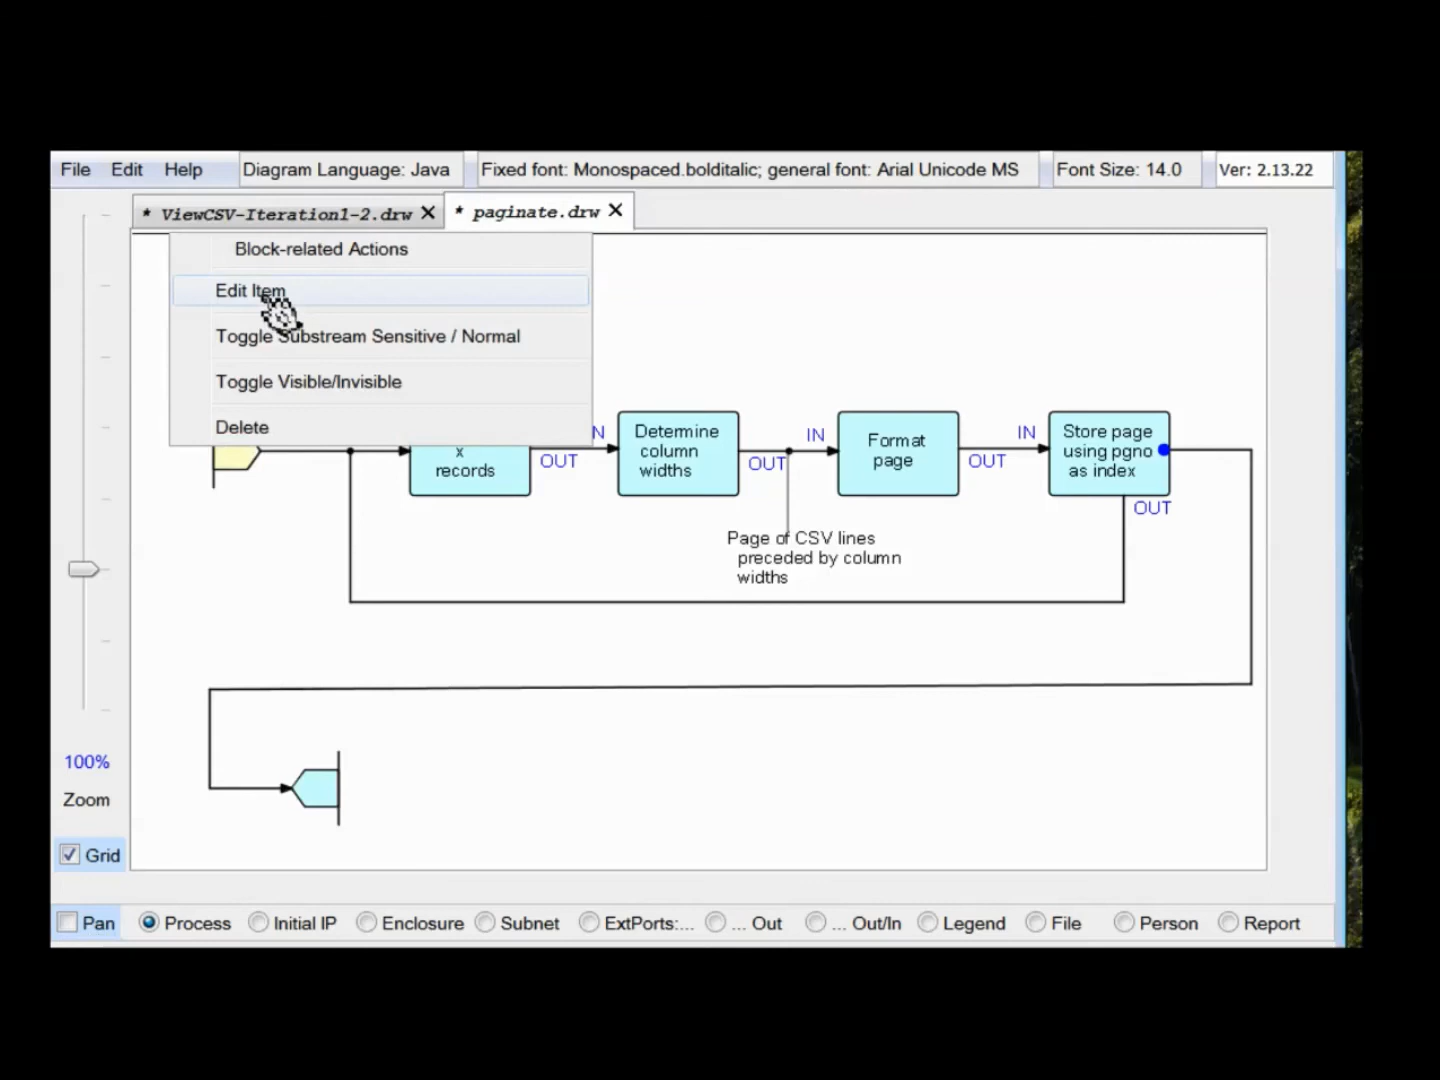 File Edit Help Diagram Language: Java Fixed font: Monospaced.bolditalic; general font: Arial Unicode MS Font Size: 14.0 Ver: 2.13.22
* ViewCSV-Iteration1-2.drw * paginate.drw
Block-related Actions
Edit Item
Toggle Substream Sensitive / Normal
Toggle Visible/Invisible
Delete
x
records
OUT
N
Determine
column
widths
OUT
IN
Format
page
OUT
IN
Store page
using pgno
as index
OUT
Page of CSV lines
preceded by column
widths
100%
Zoom
Grid
Pan Process Initial IP Enclosure Subnet ExtPorts:... ... Out ... Out/In Legend File Person Report